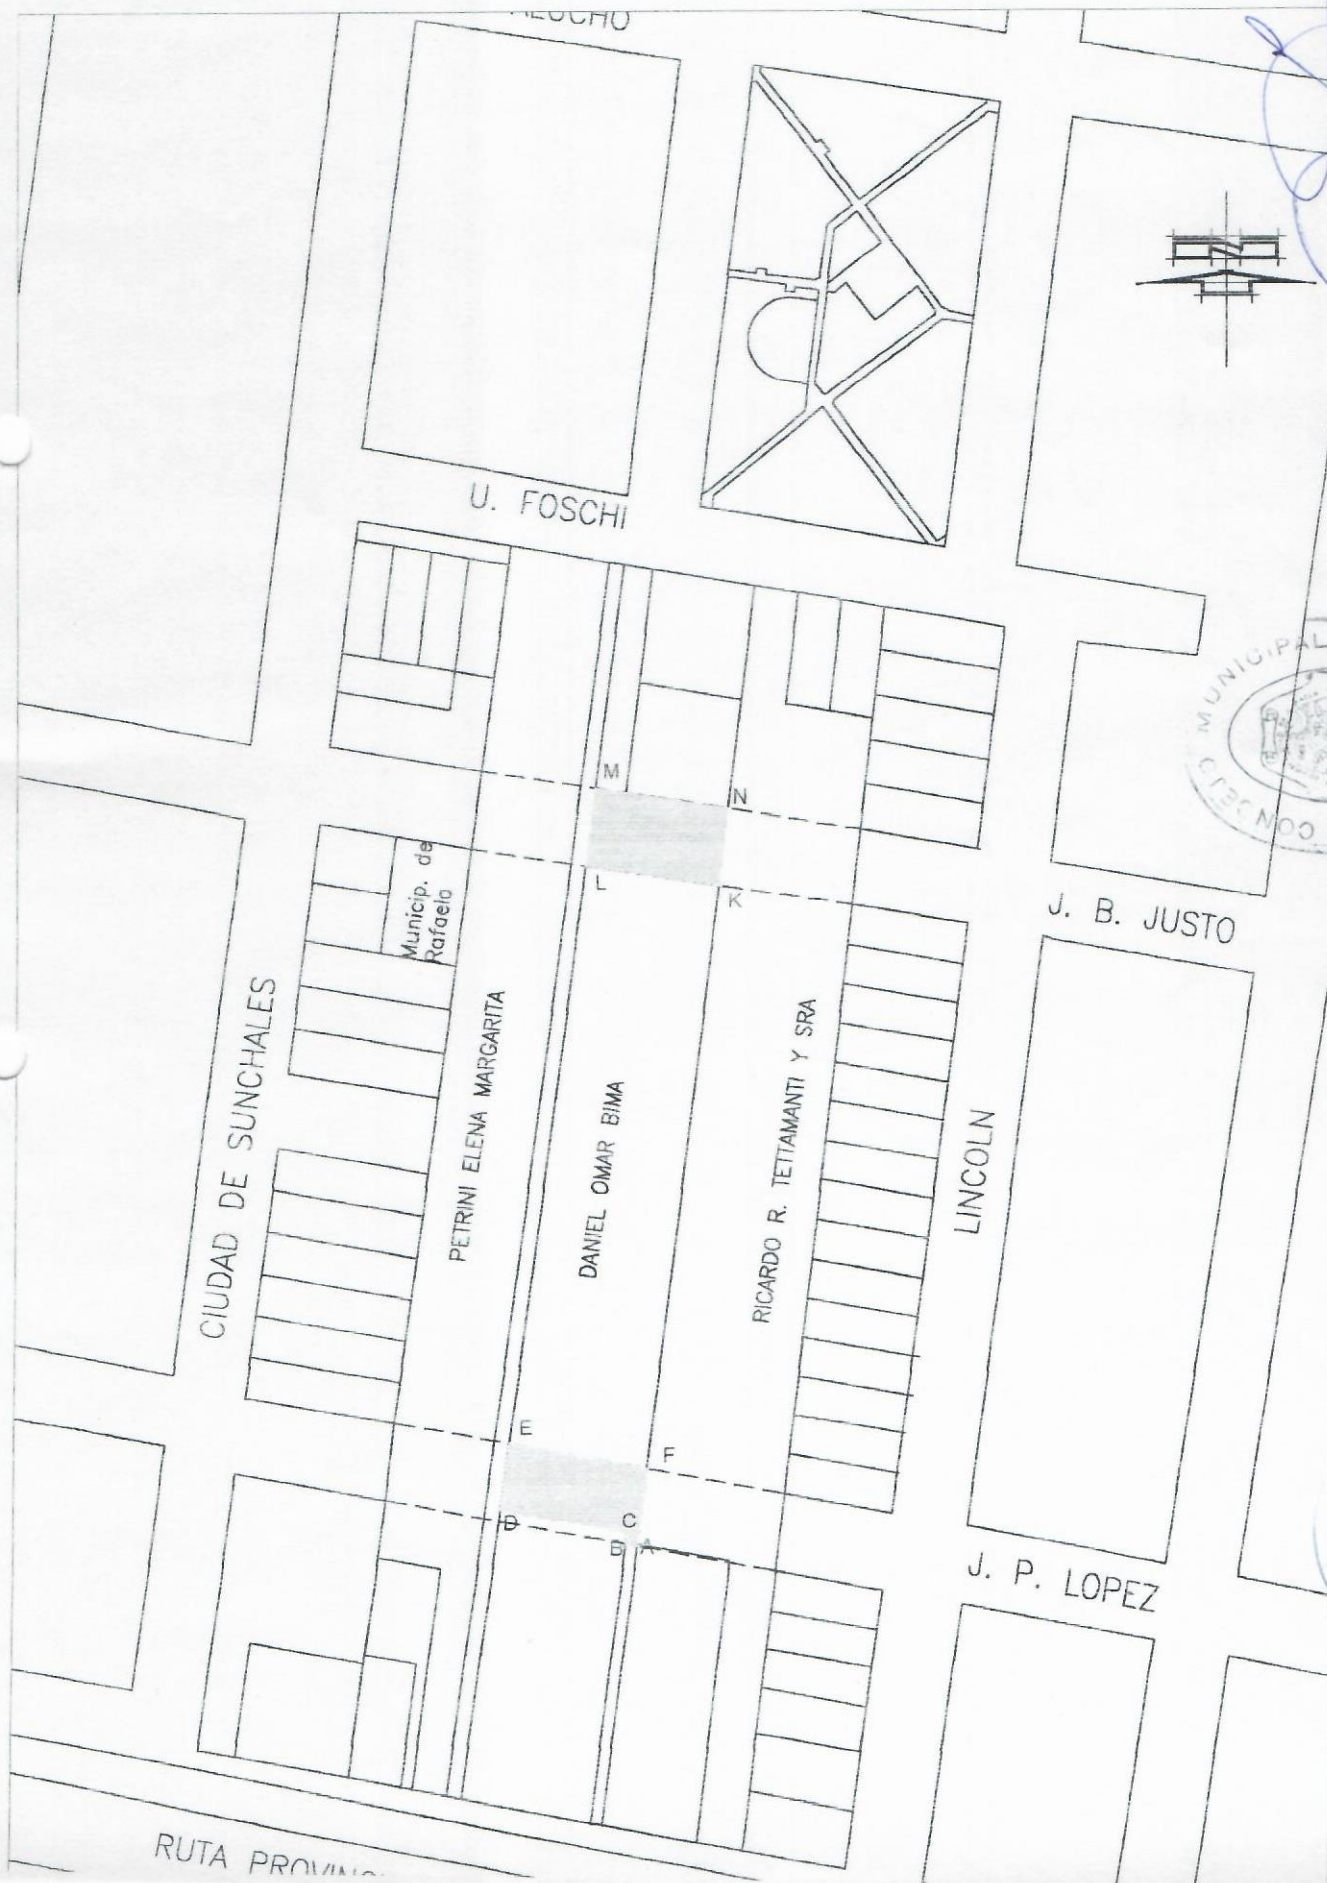 U. FOSCHI
N
MUNICIPAL
CONCEJO
M
N
L
K
Municip. de
Rafaela
J. B. JUSTO
CIUDAD DE SUNCHALES
PETRINI ELENA MARGARITA
DANIEL OMAR BIMA
RICARDO R. TETTAMANTI Y SRA
LINCOLN
E
F
D
C
B
A
J. P. LOPEZ
RUTA